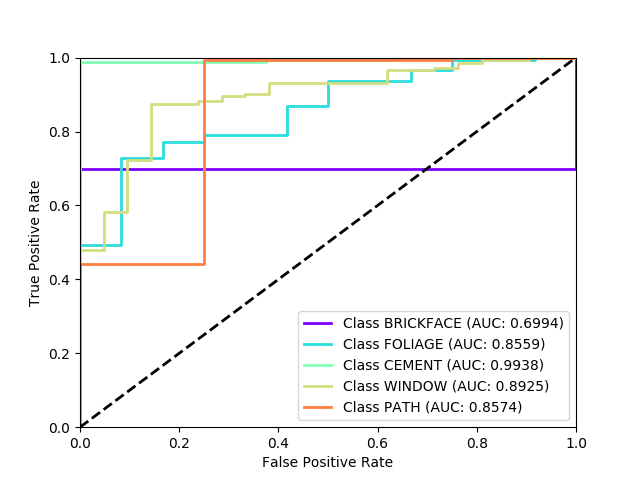 1.0
0.8
0.6
0.4
0.2
0.0
True Positive Rate
Class BRICKFACE (AUC: 0.6994)
Class FOLIAGE (AUC: 0.8559)
Class CEMENT (AUC: 0.9938)
Class WINDOW (AUC: 0.8925)
Class PATH (AUC: 0.8574)
0.0 0.2 0.4 0.6 0.8 1.0
False Positive Rate